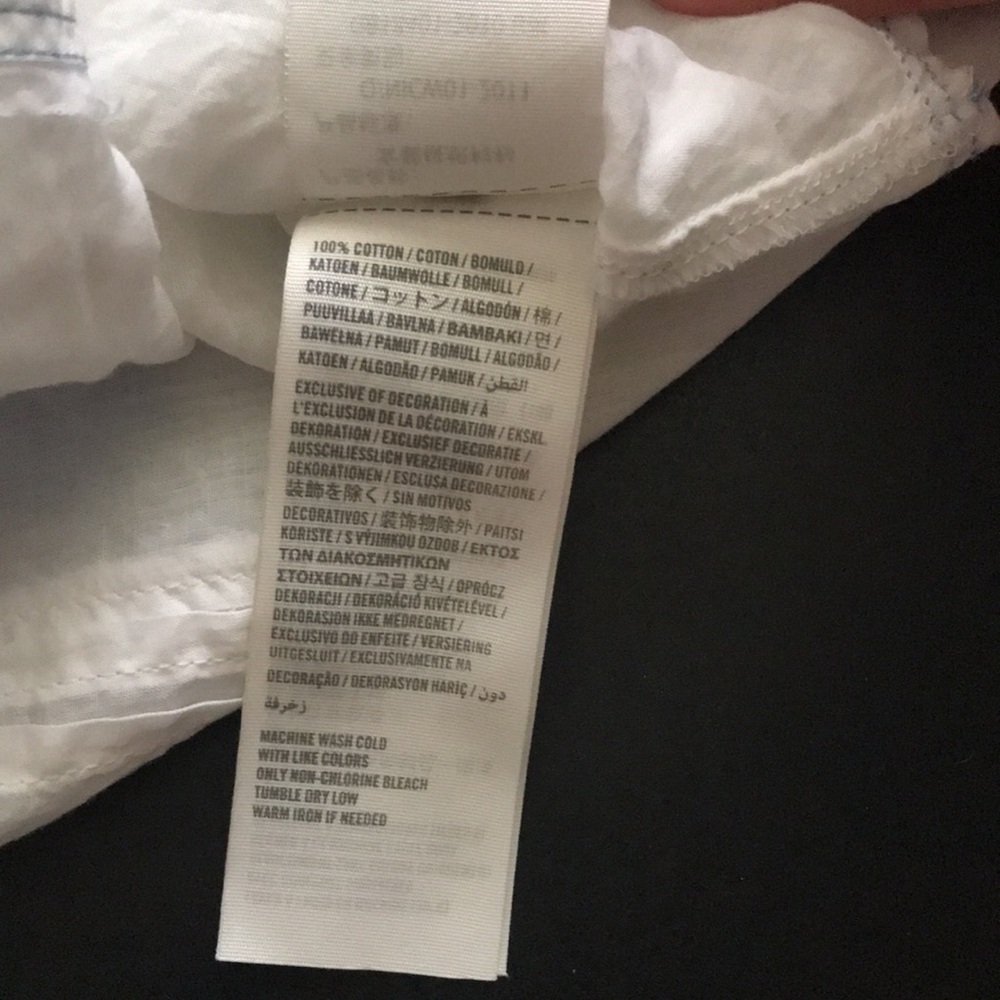 100% COTTON / COTON / BOMULD /
KATOEN / BAUMWOLLE / BOMULL /
COTONE / コットン / ALGODÓN / 棉 /
PUUVILLAA / BAVLNA / BAMBAKI / 면 /
BAWEŁNA / PAMUT / BOMULL / ALGODÃO /
KATOEN / ALGODÃO / PAMUK / القطن
EXCLUSIVE OF DECORATION / À
L'EXCLUSION DE LA DÉCORATION / EKSKL.
DEKORATION / EXCLUSIEF DECORATIE /
AUSSCHLIESSLICH VERZIERUNG / UTOM
DEKORATIONEN / ESCLUSA DECORAZIONE /
装飾を除く / SIN MOTIVOS
DECORATIVOS / 装饰物除外 / PAITSI
KORISTE / S VÝJIMKOU OZDOB / ΕΚΤΟΣ
ΤΩΝ ΔΙΑΚΟΣΜΗΤΙΚΩΝ
ΣΤΟΙΧΕΙΩΝ / 고급 장식 / OPRÓCZ
DEKORACJI / DEKORÁCIÓ KIVÉTELÉVEL /
DEKORASJON IKKE MEDREGNET /
EXCLUSIVO DO ENFEITE / VERSIERING
UITGESLUIT / EXCLUSIVAMENTE NA
DECORAÇÃO / DEKORASYON HARİÇ / دون
زخرفة
MACHINE WASH COLD
WITH LIKE COLORS
ONLY NON-CHLORINE BLEACH
TUMBLE DRY LOW
WARM IRON IF NEEDED